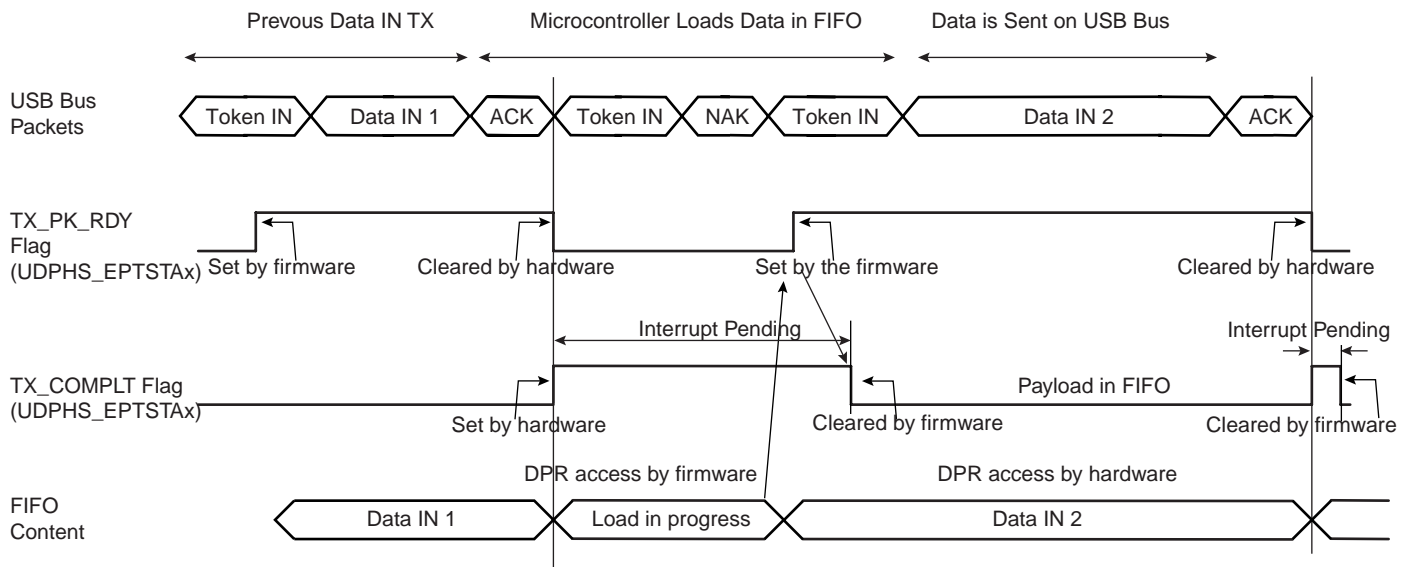 Prevous Data IN TX
Microcontroller Loads Data in FIFO
Data is Sent on USB Bus
USB Bus
Packets
Token IN
Data IN 1
ACK
Token IN
NAK
Token IN
Data IN 2
ACK
TX_PK_RDY
Flag
(UDPHS_EPTSTAx)
Set by firmware
Cleared by hardware
Set by the firmware
Cleared by hardware
Interrupt Pending
Interrupt Pending
TX_COMPLT Flag
(UDPHS_EPTSTAx)
Payload in FIFO
Set by hardware
Cleared by firmware
Cleared by firmware
DPR access by firmware
DPR access by hardware
FIFO
Content
Data IN 1
Load in progress
Data IN 2